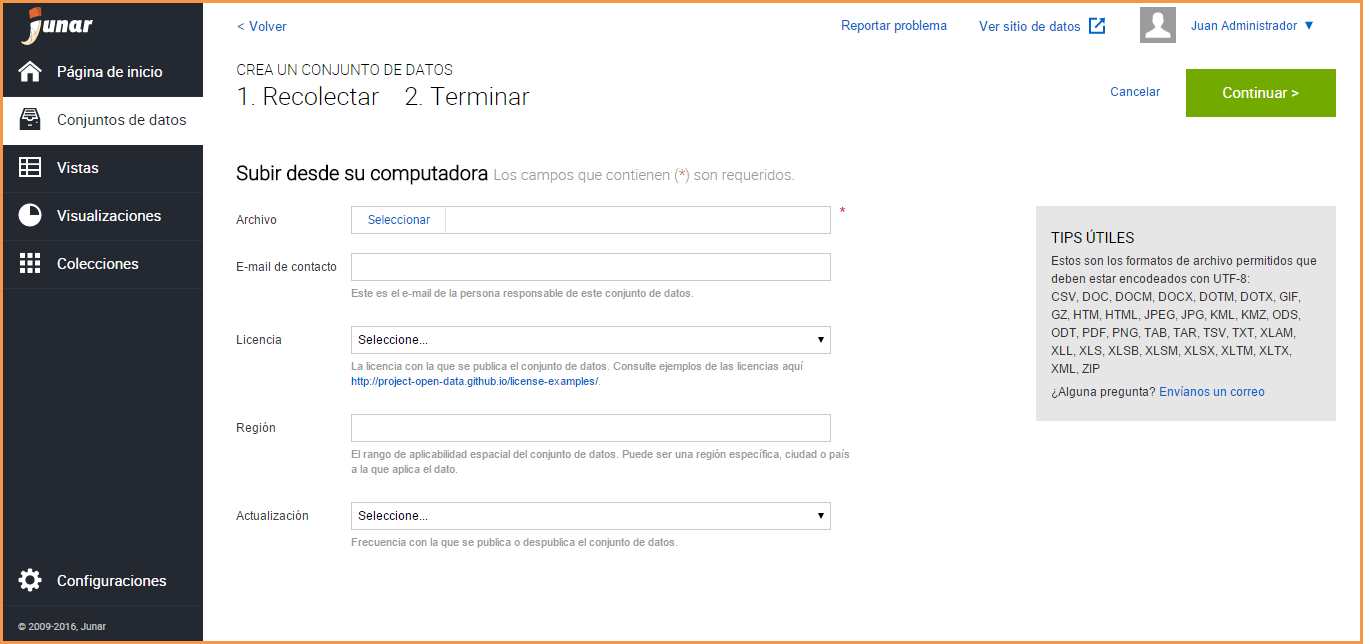 junar
Página de inicio
Conjuntos de datos
Vistas
Visualizaciones
Colecciones
Configuraciones
© 2009-2016, Junar
< Volver
Reportar problema
Ver sitio de datos
Juan Administrador ▼
CREA UN CONJUNTO DE DATOS
1. Recolectar 2. Terminar
Cancelar
Continuar >
Subir desde su computadora Los campos que contienen (*) son requeridos.
Archivo
Seleccionar
*
E-mail de contacto
Este es el e-mail de la persona responsable de este conjunto de datos.
Licencia
Seleccione...
La licencia con la que se publica el conjunto de datos. Consulte ejemplos de las licencias aquí
http://project-open-data.github.io/license-examples/.
Región
El rango de aplicabilidad espacial del conjunto de datos. Puede ser una región específica, ciudad o país
a la que aplica el dato.
Actualización
Seleccione...
Frecuencia con la que se publica o despublica el conjunto de datos.
TIPS ÚTILES
Estos son los formatos de archivo permitidos que
deben estar encodeados con UTF-8:
CSV, DOC, DOCM, DOCX, DOTM, DOTX, GIF,
GZ, HTM, HTML, JPEG, JPG, KML, KMZ, ODS,
ODT, PDF, PNG, TAB, TAR, TSV, TXT, XLAM,
XLL, XLS, XLSB, XLSM, XLSX, XLTM, XLTX,
XML, ZIP
¿Alguna pregunta? Envíanos un correo